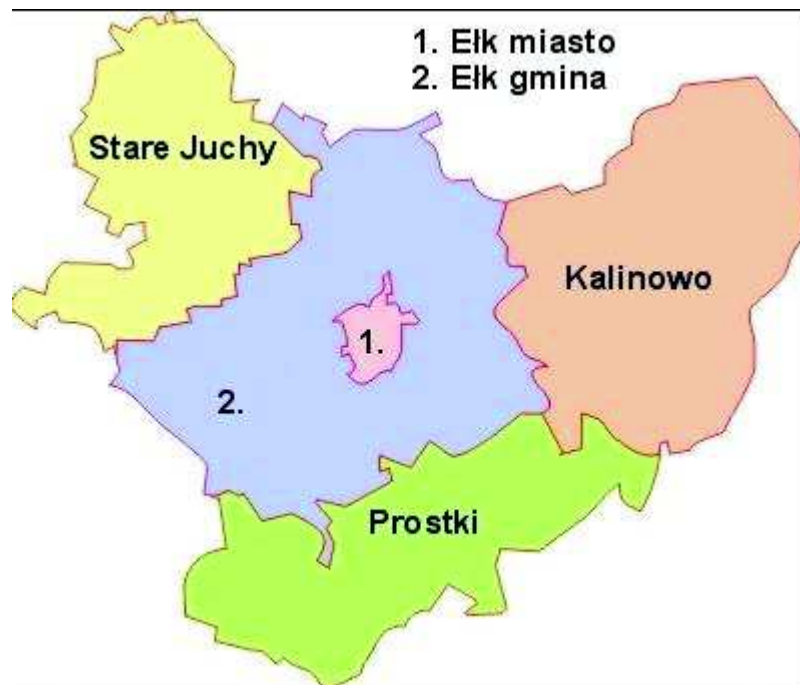 1. Ełk miasto
2. Ełk gmina
Stare Juchy
Kalinowo
1.
2.
Prostki